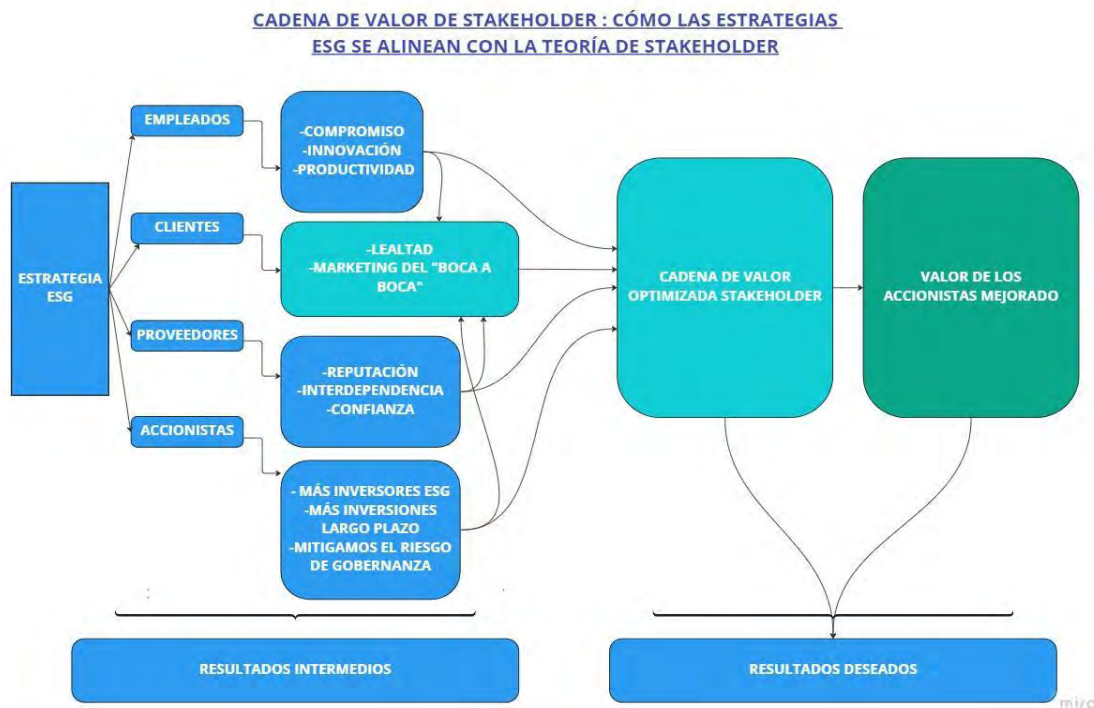 CADENA DE VALOR DE STAKEHOLDER : CÓMO LAS ESTRATEGIAS
ESG SE ALINEAN CON LA TEORÍA DE STAKEHOLDER
ESTRATEGIA
ESG
EMPLEADOS
-COMPROMISO
-INNOVACIÓN
-PRODUCTIVIDAD
CLIENTES
-LEALTAD
-MARKETING DEL "BOCA A
BOCA"
PROVEEDORES
-REPUTACIÓN
-INTERDEPENDENCIA
-CONFIANZA
ACCIONISTAS
- MÁS INVERSORES ESG
-MÁS INVERSIONES
LARGO PLAZO
-MITIGAMOS EL RIESGO
DE GOBERNANZA
CADENA DE VALOR
OPTIMIZADA STAKEHOLDER
VALOR DE LOS
ACCIONISTAS MEJORADO
RESULTADOS INTERMEDIOS
RESULTADOS DESEADOS
miro